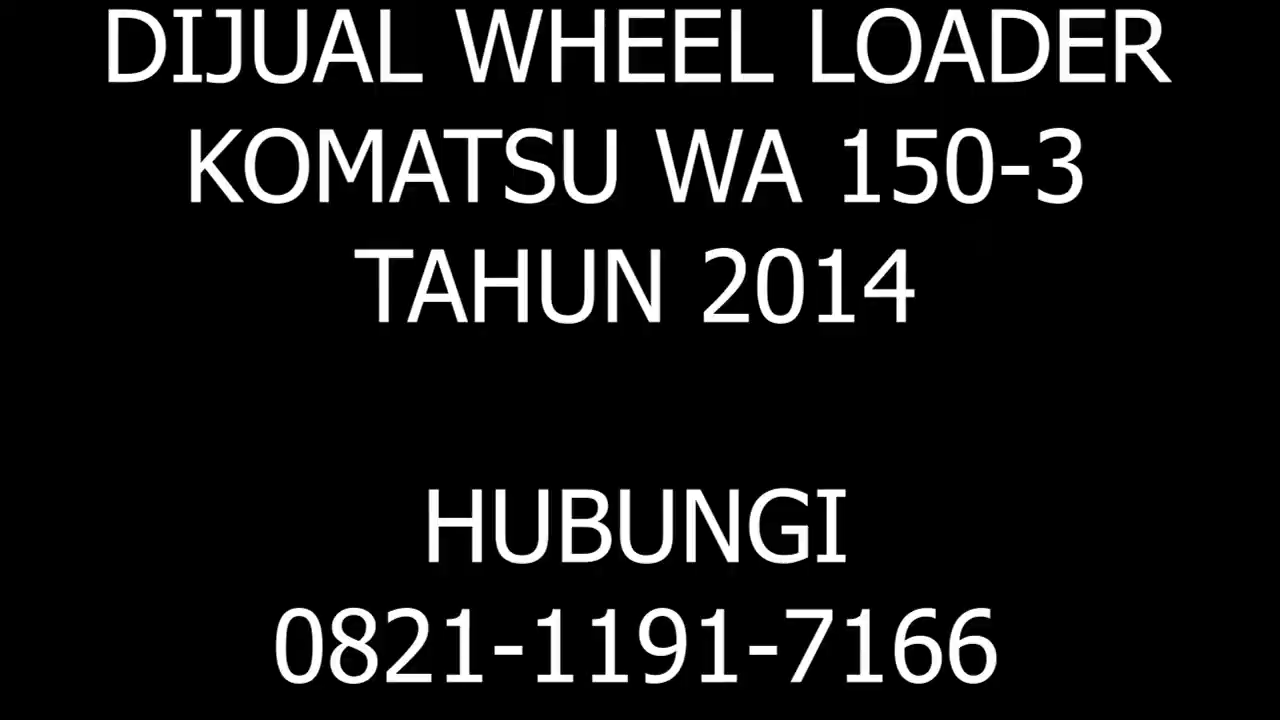 DIJUAL WHEEL LOADER
KOMATSU WA 150-3
TAHUN 2014
HUBUNGI
0821-1191-7166